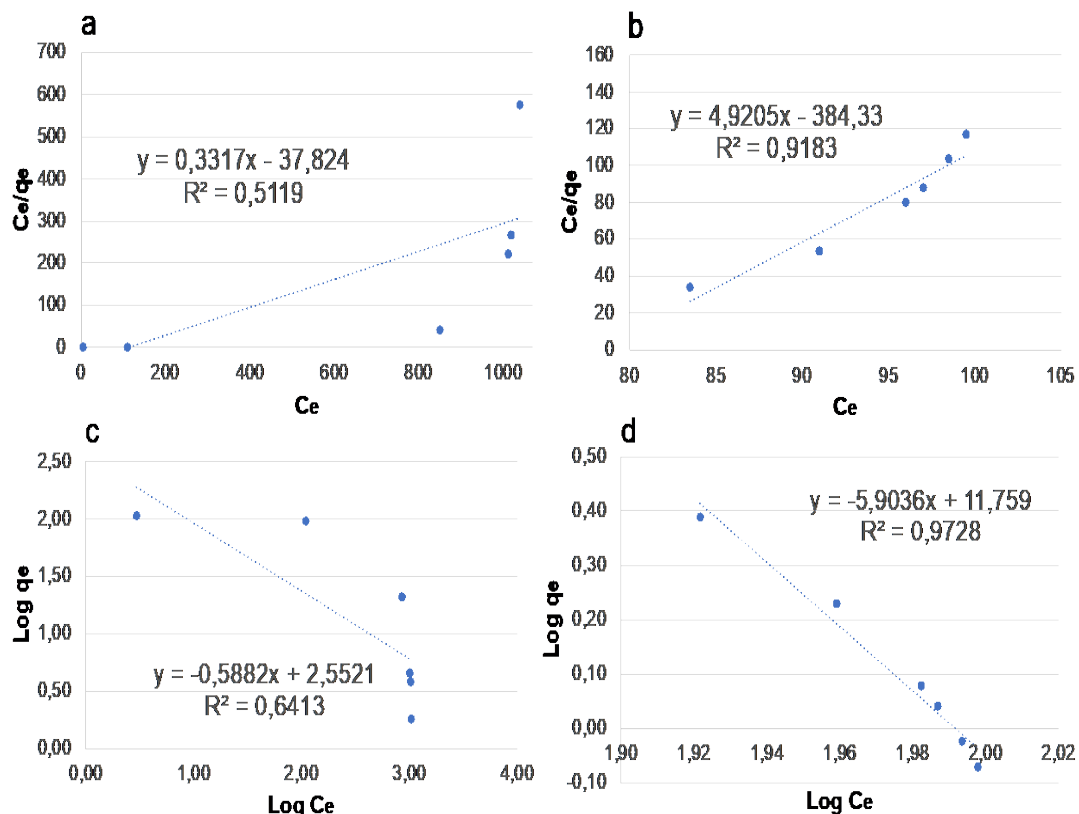 a
700
600
500
400
300
200
100
0
0 200 400 600 800 1000
Ce/qe
Ce
y = 0,3317x - 37,824
R² = 0,5119
b
160
140
120
100
80
60
40
20
0
80 85 90 95 100 105
Ce/qe
Ce
y = 4,9205x - 384,33
R² = 0,9183
c
2,50
2,00
1,50
1,00
0,50
0,00
0,00 1,00 2,00 3,00 4,00
Log qe
Log Ce
y = -0,5882x + 2,5521
R² = 0,6413
d
0,50
0,40
0,30
0,20
0,10
0,00
-0,10
1,90 1,92 1,94 1,96 1,98 2,00 2,02
Log qe
Log Ce
y = -5,9036x + 11,759
R² = 0,9728